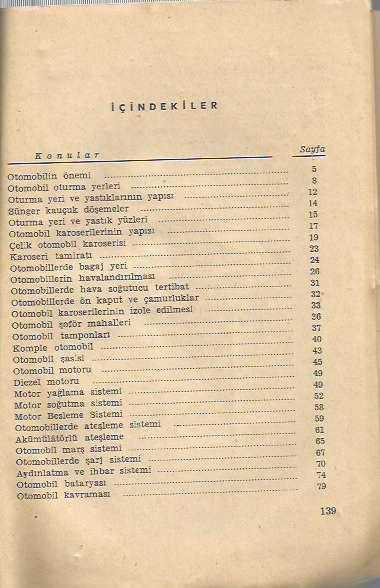 İÇİNDEKİLER
Konular Sayfa
Otomobilin önemi 5
Otomobil oturma yerleri 8
Oturma yeri ve yastıklarının yapısı 12
Sünger kauçuk döşemeler 14
Oturma yeri ve yastık yüzleri 15
Otomobil karoserilerinin yapısı 17
Çelik otomobil karoserisi 19
Karoseri tamiratı 23
Otomobillerde bagaj yeri 24
Otomobillerin havalandırılması 26
Otomobillerde hava soğutucu tertibat 31
Otomobillerde ön kaput ve çamurluklar 32
Otomobil karoserilerinin izole edilmesi 33
Otomobil şoför mahalleri 26
Otomobil tamponları 37
Komple otomobil 40
Otomobil şasisi 43
Otomobil motoru 45
Diezel motoru 49
Motor yağlama sistemi 49
Motor soğutma sistemi 52
Motor Besleme Sistemi 58
Otomobillerde ateşleme sistemi 59
Akümülatörlü ateşleme 61
Otomobil marş sistemi 65
Otomobillerde şarj sistemi 67
Aydınlatma ve ihbar sistemi 70
Otomobil bataryası 74
Otomobil kavraması 79
139